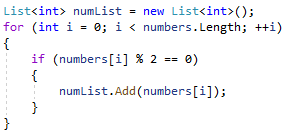 List<int> numList = new List<int>();
for (int i = 0; i < numbers.Length; ++i)
{
    if (numbers[i] % 2 == 0)
    {
        numList.Add(numbers[i]);
    }
}